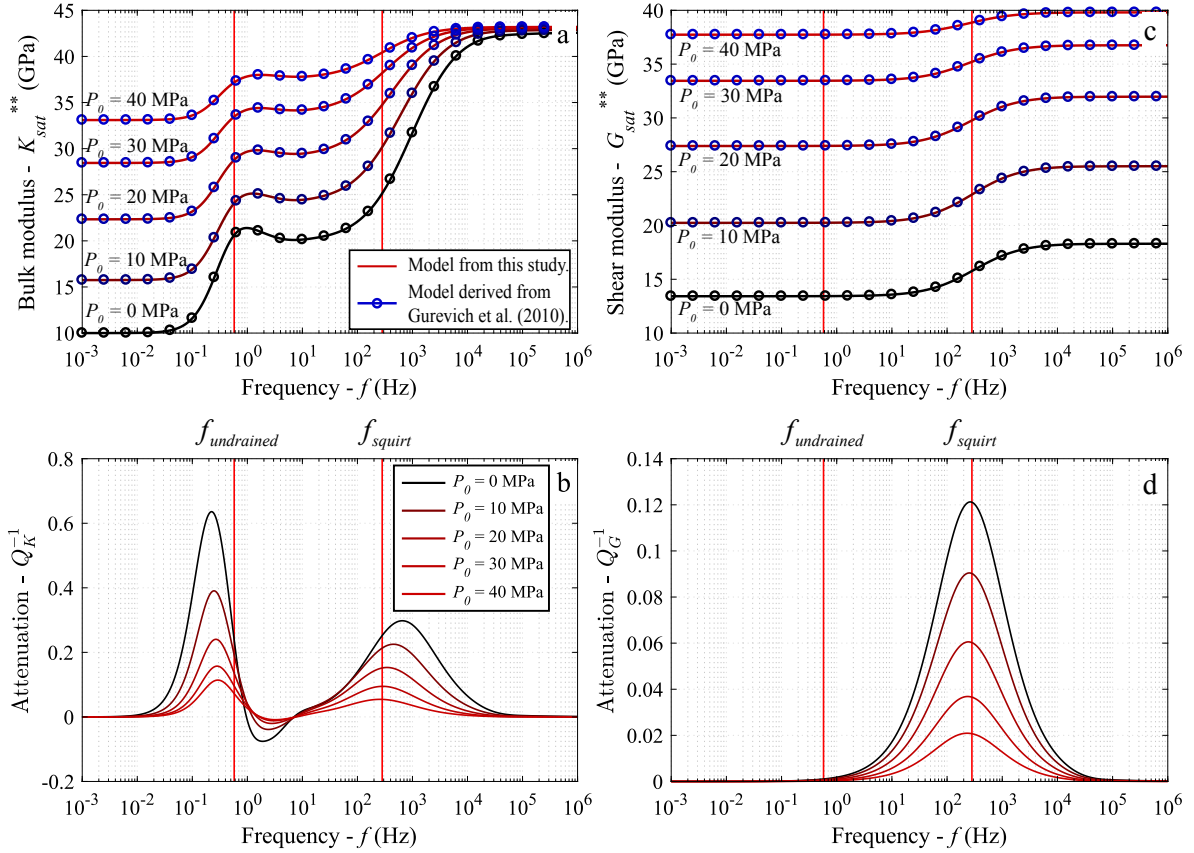 45
40
35
30
25
20
15
10
Bulk modulus - K_sat** (GPa)
a
P_0 = 40 MPa
P_0 = 30 MPa
P_0 = 20 MPa
P_0 = 10 MPa
P_0 = 0 MPa
Model from this study.
Model derived from
Gurevich et al. (2010).
10^-3 10^-2 10^-1 10^0 10^1 10^2 10^3 10^4 10^5 10^6
Frequency - f (Hz)
40
35
30
25
20
15
10
Shear modulus - G_sat** (GPa)
c
P_0 = 40 MPa
P_0 = 30 MPa
P_0 = 20 MPa
P_0 = 10 MPa
P_0 = 0 MPa
10^-3 10^-2 10^-1 10^0 10^1 10^2 10^3 10^4 10^5 10^6
Frequency - f (Hz)
f_undrained f_squirt
0.8
0.6
0.4
0.2
0
-0.2
Attenuation - Q_K^-1
b
P_0 = 0 MPa
P_0 = 10 MPa
P_0 = 20 MPa
P_0 = 30 MPa
P_0 = 40 MPa
10^-3 10^-2 10^-1 10^0 10^1 10^2 10^3 10^4 10^5 10^6
Frequency - f (Hz)
f_undrained f_squirt
0.14
0.12
0.1
0.08
0.06
0.04
0.02
0
Attenuation - Q_G^-1
d
10^-3 10^-2 10^-1 10^0 10^1 10^2 10^3 10^4 10^5 10^6
Frequency - f (Hz)